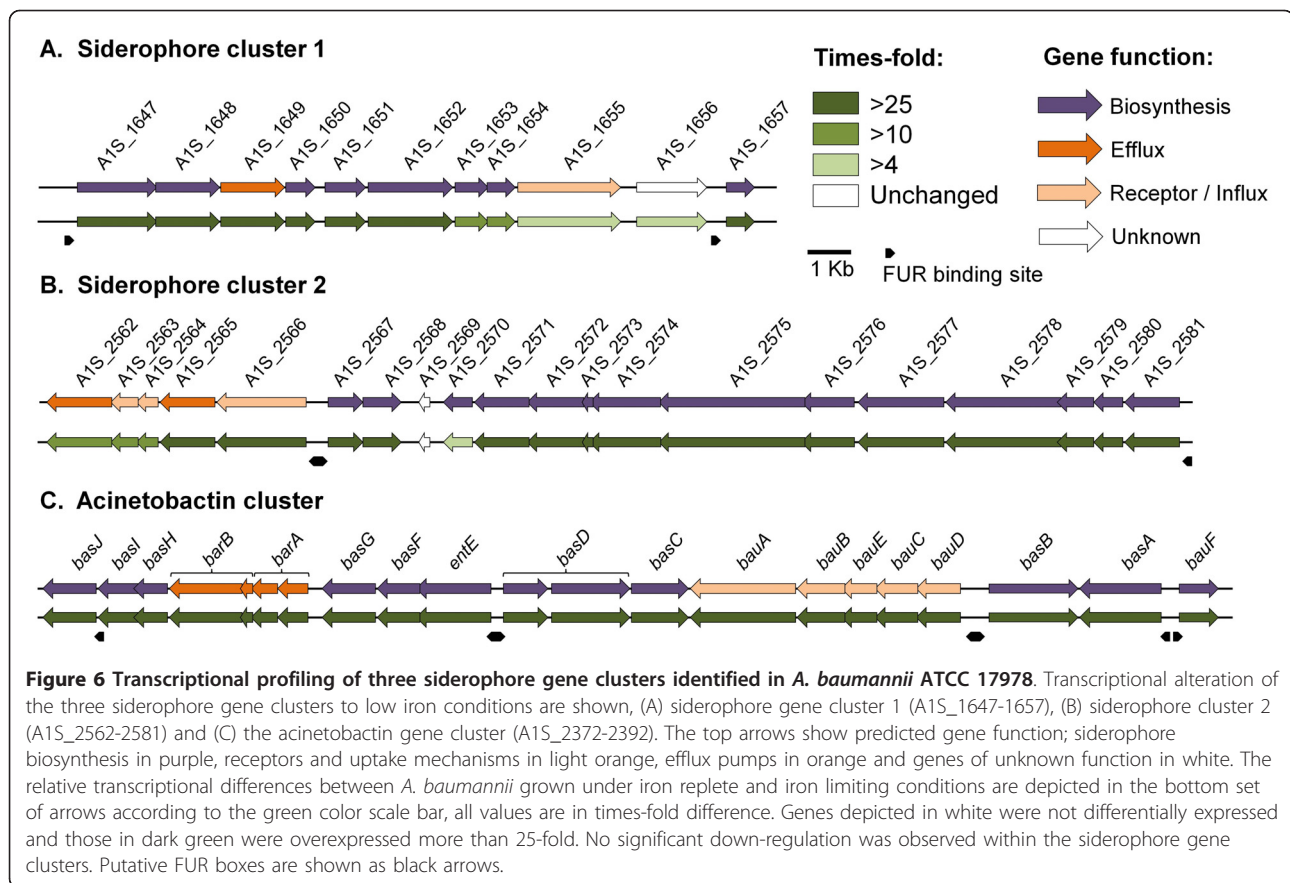 A. Siderophore cluster 1
A1S_1647
A1S_1648
A1S_1649
A1S_1650
A1S_1651
A1S_1652
A1S_1653
A1S_1654
A1S_1655
A1S_1656
A1S_1657
Times-fold:
>25
>10
>4
Unchanged
1 Kb
FUR binding site
Gene function:
Biosynthesis
Efflux
Receptor / Influx
Unknown
B. Siderophore cluster 2
A1S_2562
A1S_2563
A1S_2564
A1S_2565
A1S_2566
A1S_2567
A1S_2568
A1S_2569
A1S_2570
A1S_2571
A1S_2572
A1S_2573
A1S_2574
A1S_2575
A1S_2576
A1S_2577
A1S_2578
A1S_2579
A1S_2580
A1S_2581
C. Acinetobactin cluster
basJ
basI
basH
barB
barA
basG
basF
entE
basD
basC
bauA
bauB
bauE
bauC
bauD
basB
basA
bauF
Figure 6 Transcriptional profiling of three siderophore gene clusters identified in A. baumannii ATCC 17978. Transcriptional alteration of
the three siderophore gene clusters to low iron conditions are shown, (A) siderophore gene cluster 1 (A1S_1647-1657), (B) siderophore cluster 2
(A1S_2562-2581) and (C) the acinetobactin gene cluster (A1S_2372-2392). The top arrows show predicted gene function; siderophore
biosynthesis in purple, receptors and uptake mechanisms in light orange, efflux pumps in orange and genes of unknown function in white. The
relative transcriptional differences between A. baumannii grown under iron replete and iron limiting conditions are depicted in the bottom set
of arrows according to the green color scale bar, all values are in times-fold difference. Genes depicted in white were not differentially expressed
and those in dark green were overexpressed more than 25-fold. No significant down-regulation was observed within the siderophore gene
clusters. Putative FUR boxes are shown as black arrows.